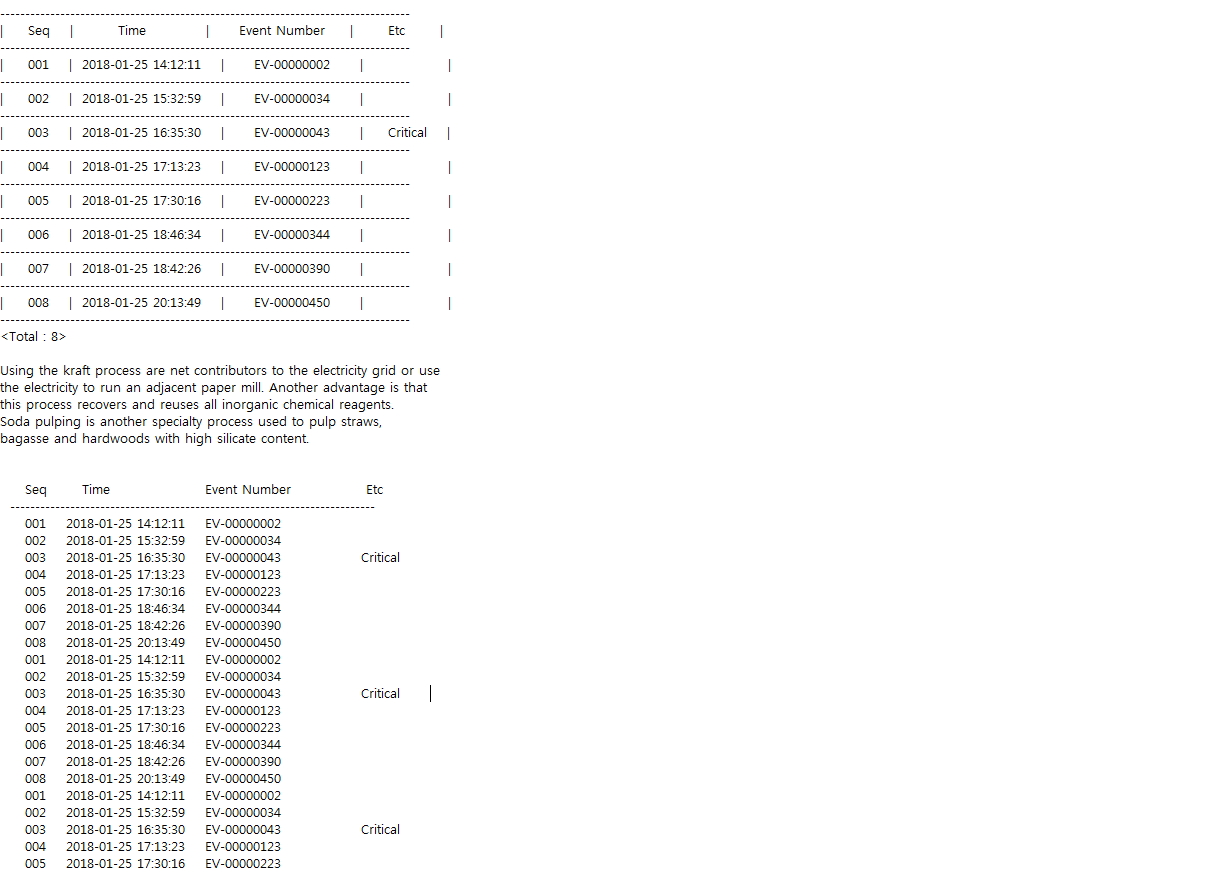 ---------------------------------------------------------------------------------
| Seq | Time | Event Number | Etc |
---------------------------------------------------------------------------------
| 001 | 2018-01-25 14:12:11 | EV-00000002 | |
---------------------------------------------------------------------------------
| 002 | 2018-01-25 15:32:59 | EV-00000034 | |
---------------------------------------------------------------------------------
| 003 | 2018-01-25 16:35:30 | EV-00000043 | Critical |
---------------------------------------------------------------------------------
| 004 | 2018-01-25 17:13:23 | EV-00000123 | |
---------------------------------------------------------------------------------
| 005 | 2018-01-25 17:30:16 | EV-00000223 | |
---------------------------------------------------------------------------------
| 006 | 2018-01-25 18:46:34 | EV-00000344 | |
---------------------------------------------------------------------------------
| 007 | 2018-01-25 18:42:26 | EV-00000390 | |
---------------------------------------------------------------------------------
| 008 | 2018-01-25 20:13:49 | EV-00000450 | |
---------------------------------------------------------------------------------
<Total : 8>
Using the kraft process are net contributors to the electricity grid or use
the electricity to run an adjacent paper mill. Another advantage is that
this process recovers and reuses all inorganic chemical reagents.
Soda pulping is another specialty process used to pulp straws,
bagasse and hardwoods with high silicate content.
Seq Time Event Number Etc
------------------------------------------------------------------------
001 2018-01-25 14:12:11 EV-00000002
002 2018-01-25 15:32:59 EV-00000034
003 2018-01-25 16:35:30 EV-00000043 Critical
004 2018-01-25 17:13:23 EV-00000123
005 2018-01-25 17:30:16 EV-00000223
006 2018-01-25 18:46:34 EV-00000344
007 2018-01-25 18:42:26 EV-00000390
008 2018-01-25 20:13:49 EV-00000450
001 2018-01-25 14:12:11 EV-00000002
002 2018-01-25 15:32:59 EV-00000034
003 2018-01-25 16:35:30 EV-00000043 Critical
004 2018-01-25 17:13:23 EV-00000123
005 2018-01-25 17:30:16 EV-00000223
006 2018-01-25 18:46:34 EV-00000344
007 2018-01-25 18:42:26 EV-00000390
008 2018-01-25 20:13:49 EV-00000450
001 2018-01-25 14:12:11 EV-00000002
002 2018-01-25 15:32:59 EV-00000034
003 2018-01-25 16:35:30 EV-00000043 Critical
004 2018-01-25 17:13:23 EV-00000123
005 2018-01-25 17:30:16 EV-00000223